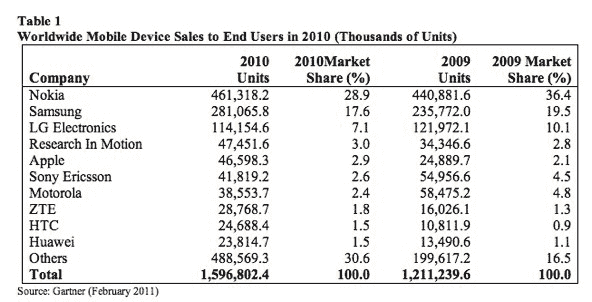 Table 1
Worldwide Mobile Device Sales to End Users in 2010 (Thousands of Units)
2010 2010Market 2009 2009 Market
Company Units Share (%) Units Share (%)
Nokia 461,318.2 28.9 440,881.6 36.4
Samsung 281,065.8 17.6 235,772.0 19.5
LG Electronics 114,154.6 7.1 121,972.1 10.1
Research In Motion 47,451.6 3.0 34,346.6 2.8
Apple 46,598.3 2.9 24,889.7 2.1
Sony Ericsson 41,819.2 2.6 54,956.6 4.5
Motorola 38,553.7 2.4 58,475.2 4.8
ZTE 28,768.7 1.8 16,026.1 1.3
HTC 24,688.4 1.5 10,811.9 0.9
Huawei 23,814.7 1.5 13,490.6 1.1
Others 488,569.3 30.6 199,617.2 16.5
Total 1,596,802.4 100.0 1,211,239.6 100.0
Source: Gartner (February 2011)